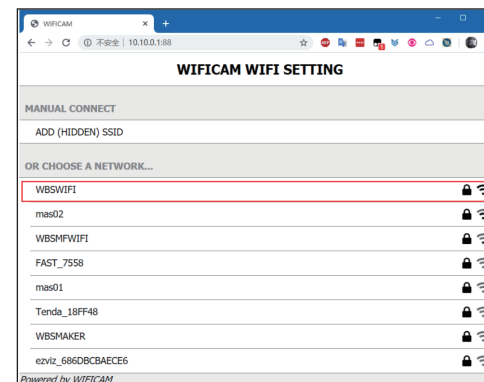 WIFICAM
不安全 | 10.10.0.1:88
WIFICAM WIFI SETTING
MANUAL CONNECT
ADD (HIDDEN) SSID
OR CHOOSE A NETWORK...
WBSWIFI
mas02
WBSMFWIFI
FAST_7558
mas01
Tenda_18FF48
WBSMAKER
ezviz_686DBCBAECE6
Powered by WIFICAM